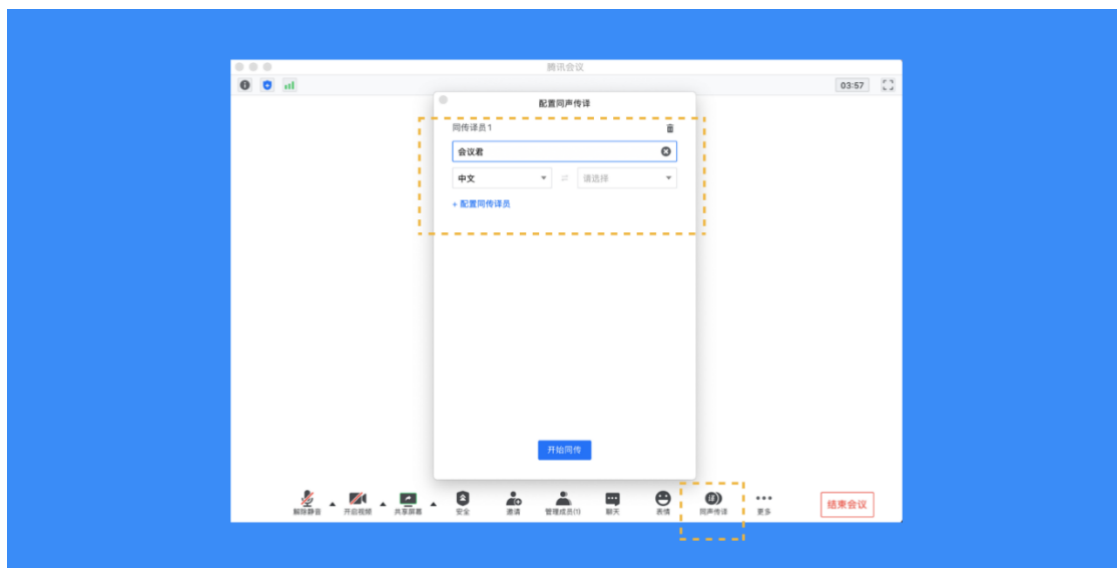 腾讯会议
03:57
配置同声传译
同传译员1
会议君
中文 请选择
+ 配置同传译员
开始同传
解除静音 开启视频 共享屏幕 安全 邀请 管理成员(1) 聊天 表情 同声传译 更多 结束会议